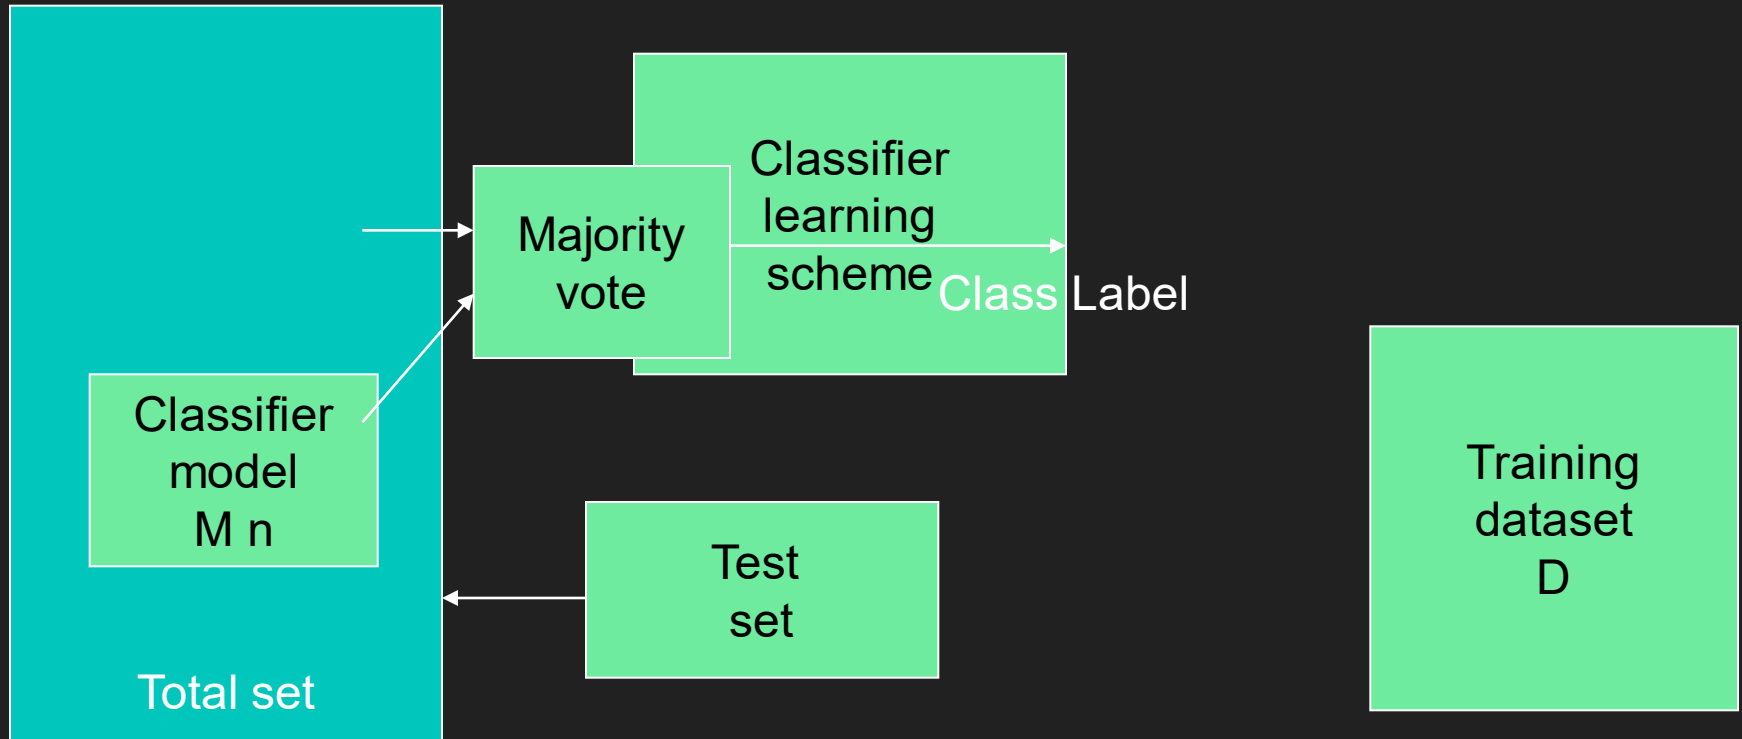 Classifier
learning
scheme
Majority
vote
Class Label
Classifier
model
M n
Training
dataset
D
Test
set
Total set